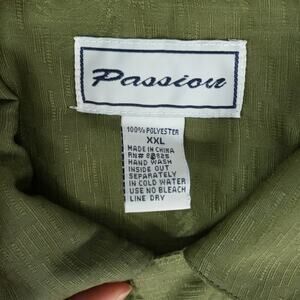 Passion
100% POLYESTER
XXL
MADE IN CHINA
RN#
HAND WASH
INSIDE OUT
SEPARATELY
IN COLD WATER
USE NO BLEACH
LINE DRY